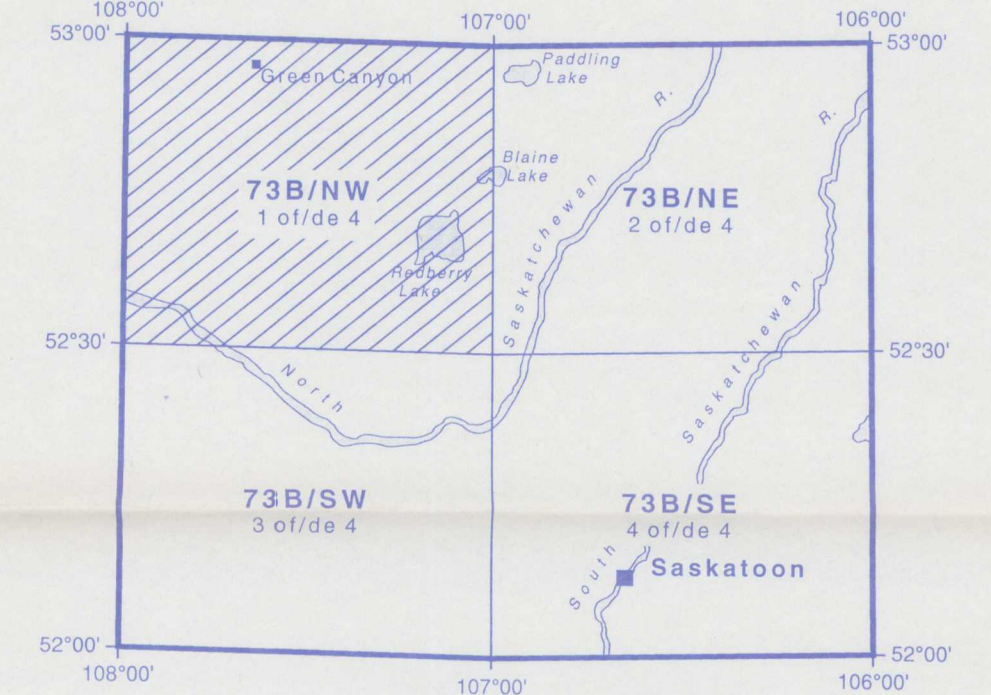 108°00'
107°00'
106°00'
53°00'
53°00'
Green Canyon
Paddling
Lake
R.
R.
Blaine
Lake
73B/NW
1 of/de 4
73B/NE
2 of/de 4
Redberry
Lake
Saskatchewan
Saskatchewan
52°30'
52°30'
North
73B/SW
3 of/de 4
73B/SE
4 of/de 4
South
Saskatoon
52°00'
52°00'
108°00'
107°00'
106°00'